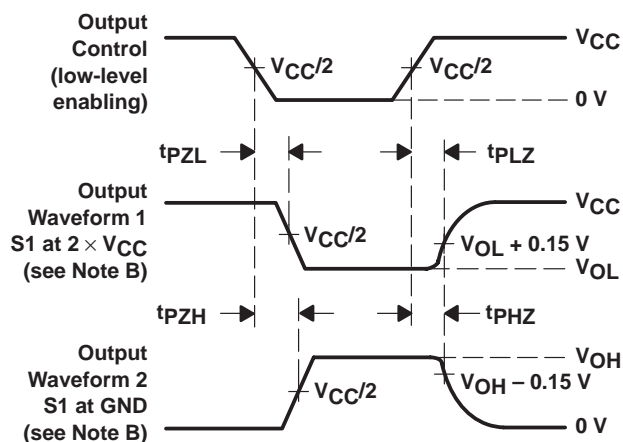 Output
Control
(low-level
enabling)
VCC
VCC/2
VCC/2
0 V
tPZL
tPLZ
Output
Waveform 1
S1 at 2 × VCC
(see Note B)
VCC
VCC/2
VOL + 0.15 V
VOL
tPZH
tPHZ
Output
Waveform 2
S1 at GND
(see Note B)
VOH
VCC/2
VOH – 0.15 V
0 V